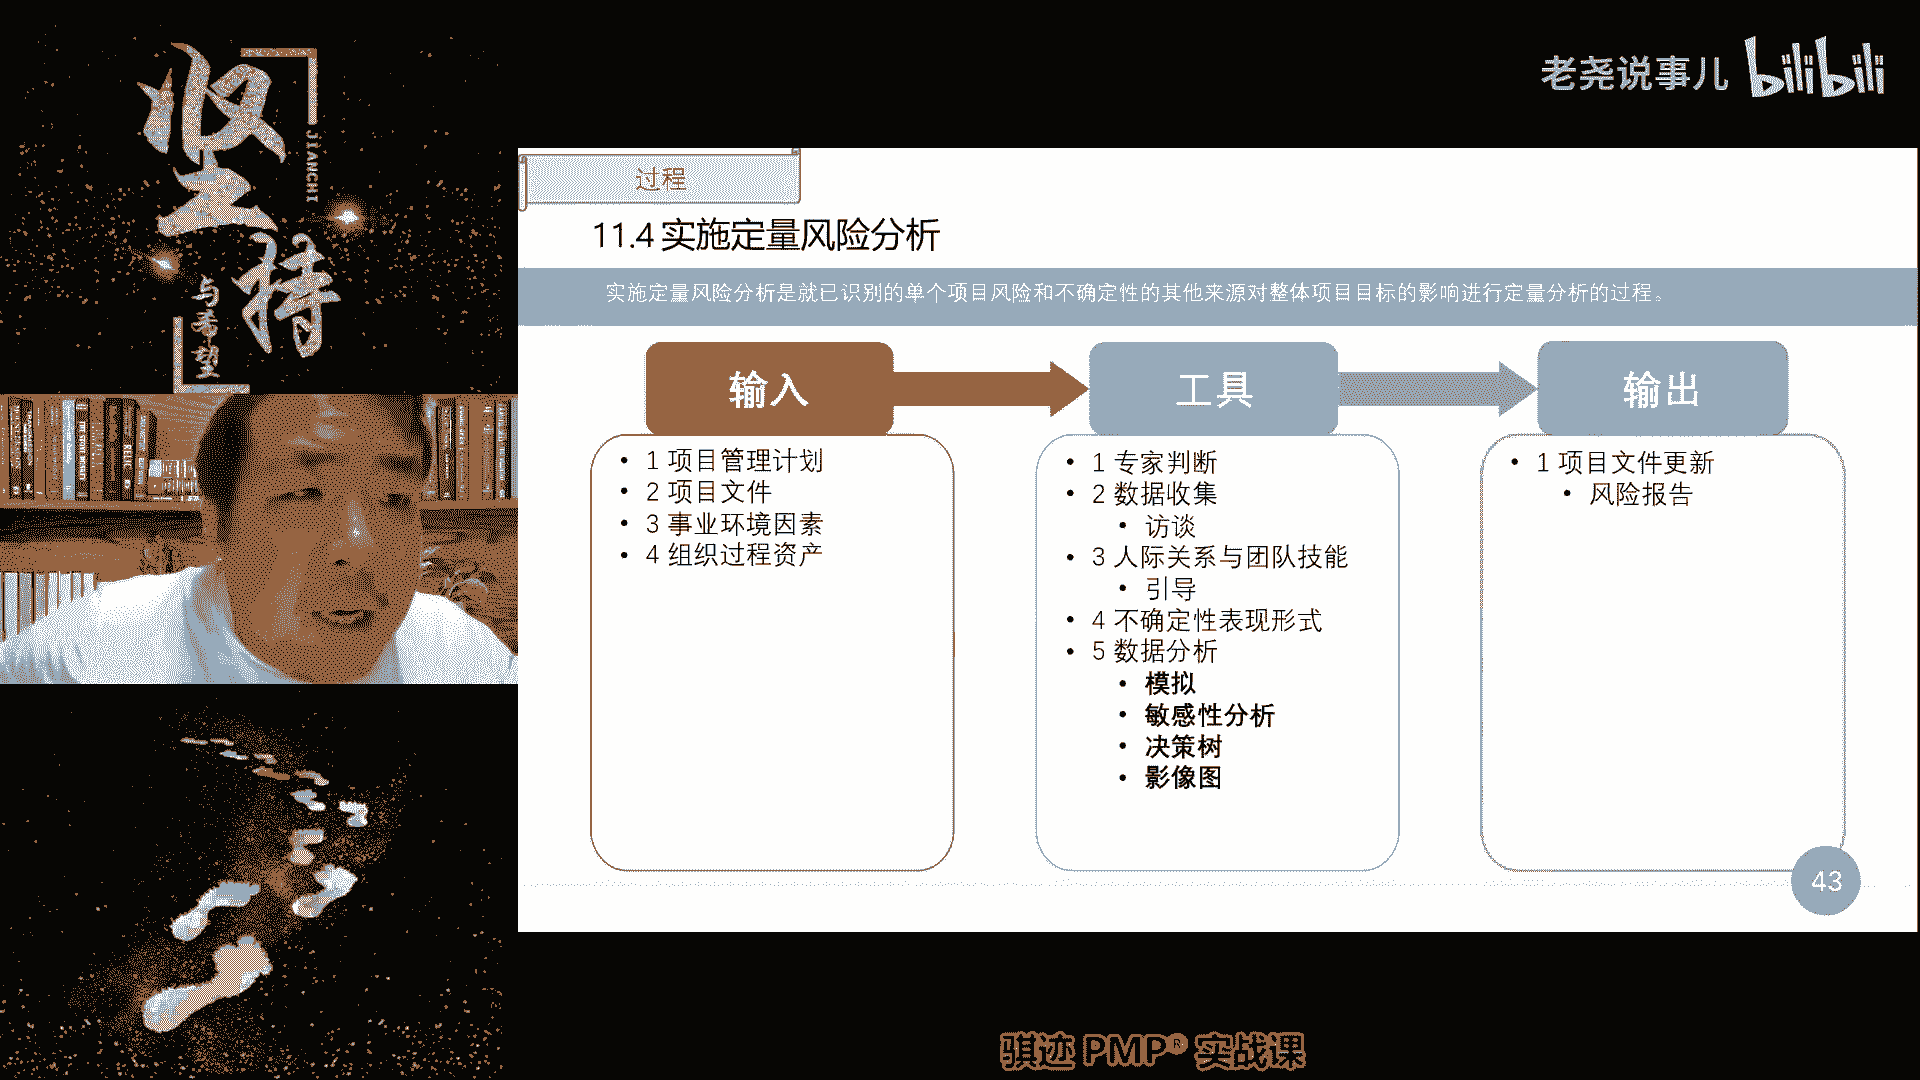 坚持
JIANCHI
与希望
老尧说事儿 bilibili
过程
11.4 实施定量风险分析
实施定量风险分析是就已识别的单个项目风险和不确定性的其他来源对整体项目目标的影响进行定量分析的过程。
输入
• 1 项目管理计划
• 2 项目文件
• 3 事业环境因素
• 4 组织过程资产
工具
• 1 专家判断
• 2 数据收集
• 访谈
• 3 人际关系与团队技能
• 引导
• 4 不确定性表现形式
• 5 数据分析
• 模拟
• 敏感性分析
• 决策树
• 影像图
输出
• 1 项目文件更新
• 风险报告
43
骐迹 PMP® 实战课